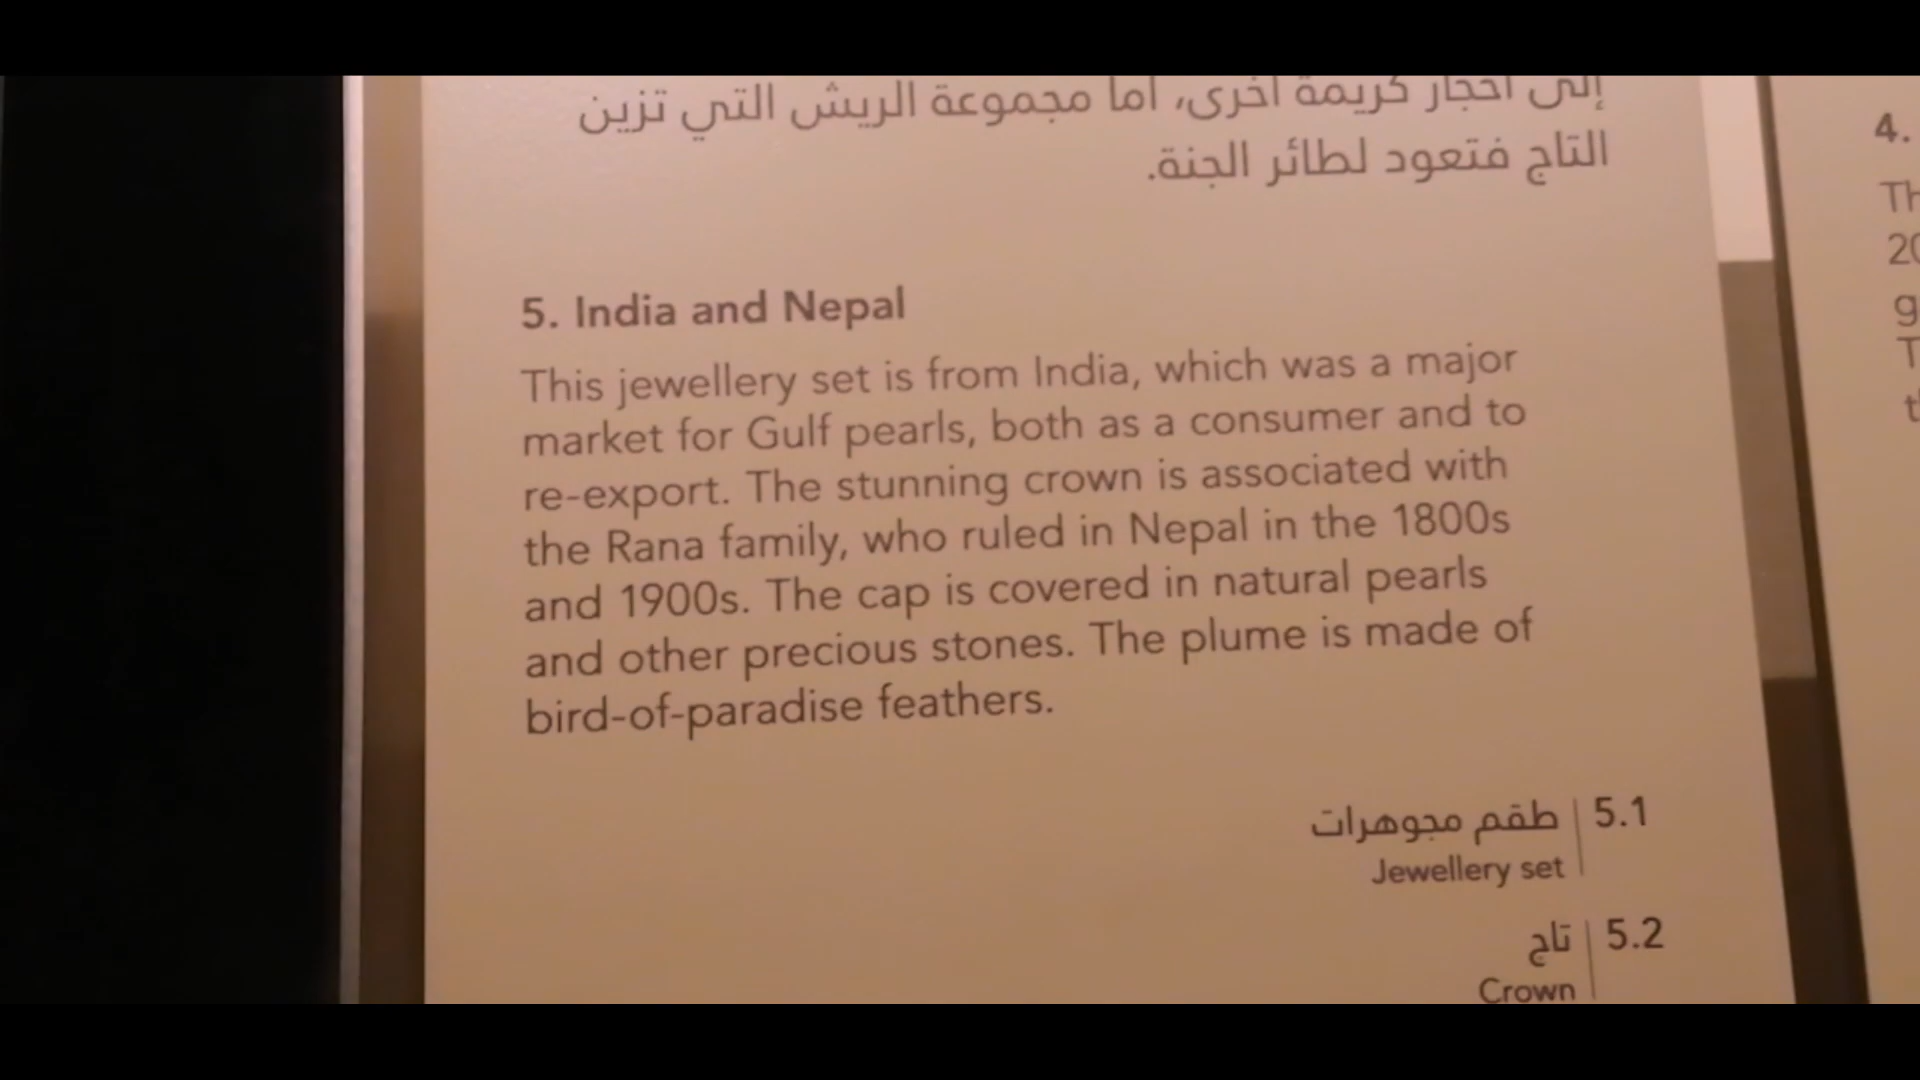 إلى أحجار كريمة أخرى، أما مجموعة الريش التي تزين
التاج فتعود لطائر الجنة.
5. India and Nepal
This jewellery set is from India, which was a major
market for Gulf pearls, both as a consumer and to
re-export. The stunning crown is associated with
the Rana family, who ruled in Nepal in the 1800s
and 1900s. The cap is covered in natural pearls
and other precious stones. The plume is made of
bird-of-paradise feathers.
5.1 | طقم مجوهرات
Jewellery set
5.2 | تاج
Crown
4.